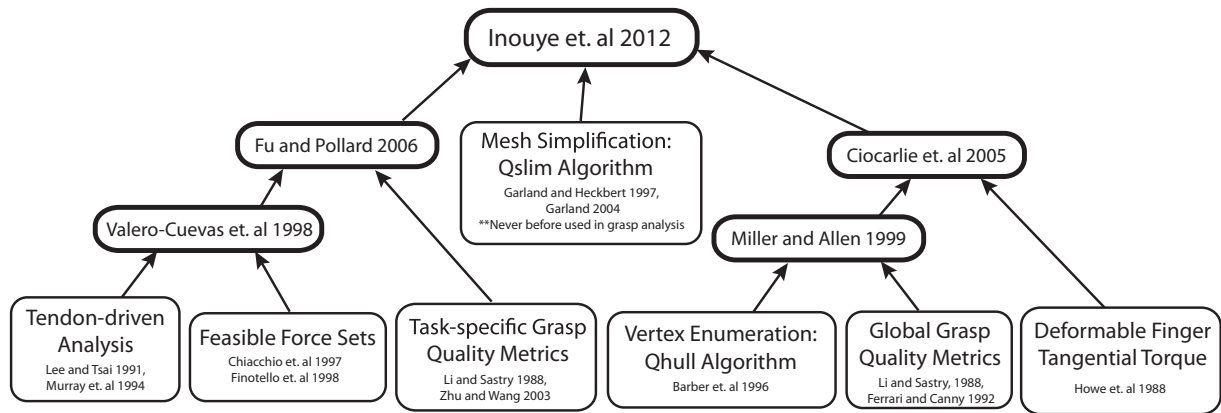 Inouye et. al 2012
Fu and Pollard 2006
Mesh Simplification:
Qslim Algorithm
Garland and Heckbert 1997,
Garland 2004
**Never before used in grasp analysis
Ciocarlie et. al 2005
Valero-Cuevas et. al 1998
Miller and Allen 1999
Tendon-driven
Analysis
Lee and Tsai 1991,
Murray et. al 1994
Feasible Force Sets
Chiacchio et. al 1997
Finotello et. al 1998
Task-specific Grasp
Quality Metrics
Li and Sastry 1988,
Zhu and Wang 2003
Vertex Enumeration:
Qhull Algorithm
Barber et. al 1996
Global Grasp
Quality Metrics
Li and Sastry, 1988,
Ferrari and Canny 1992
Deformable Finger
Tangential Torque
Howe et. al 1988